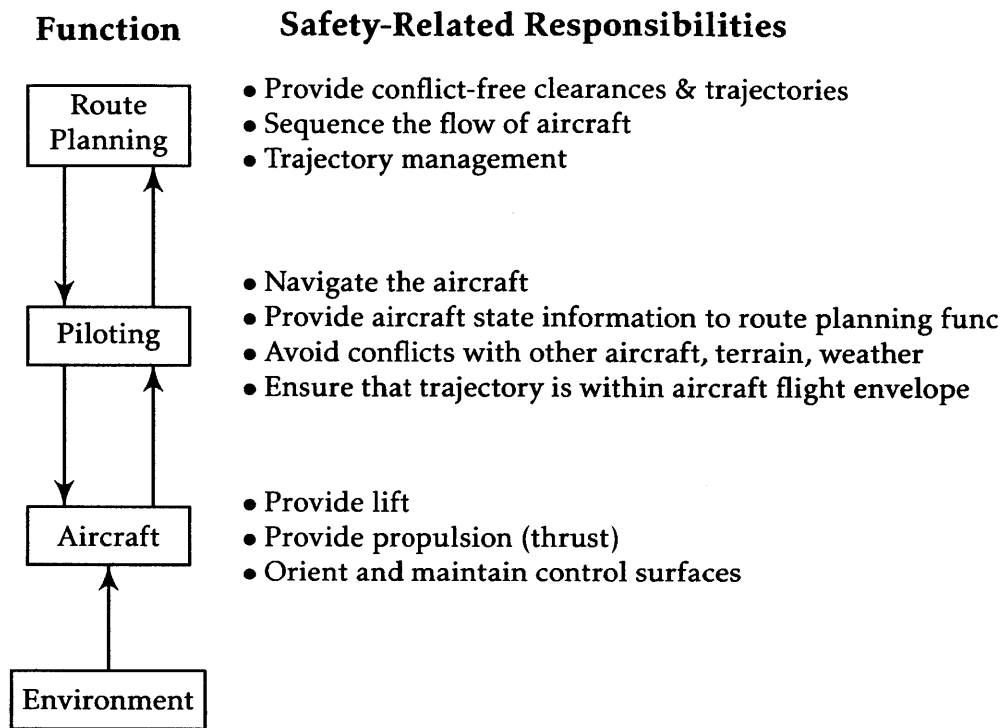 Function Safety-Related Responsibilities
Route
Planning
• Provide conflict-free clearances & trajectories
• Sequence the flow of aircraft
• Trajectory management
Piloting
• Navigate the aircraft
• Provide aircraft state information to route planning func
• Avoid conflicts with other aircraft, terrain, weather
• Ensure that trajectory is within aircraft flight envelope
Aircraft
• Provide lift
• Provide propulsion (thrust)
• Orient and maintain control surfaces
Environment